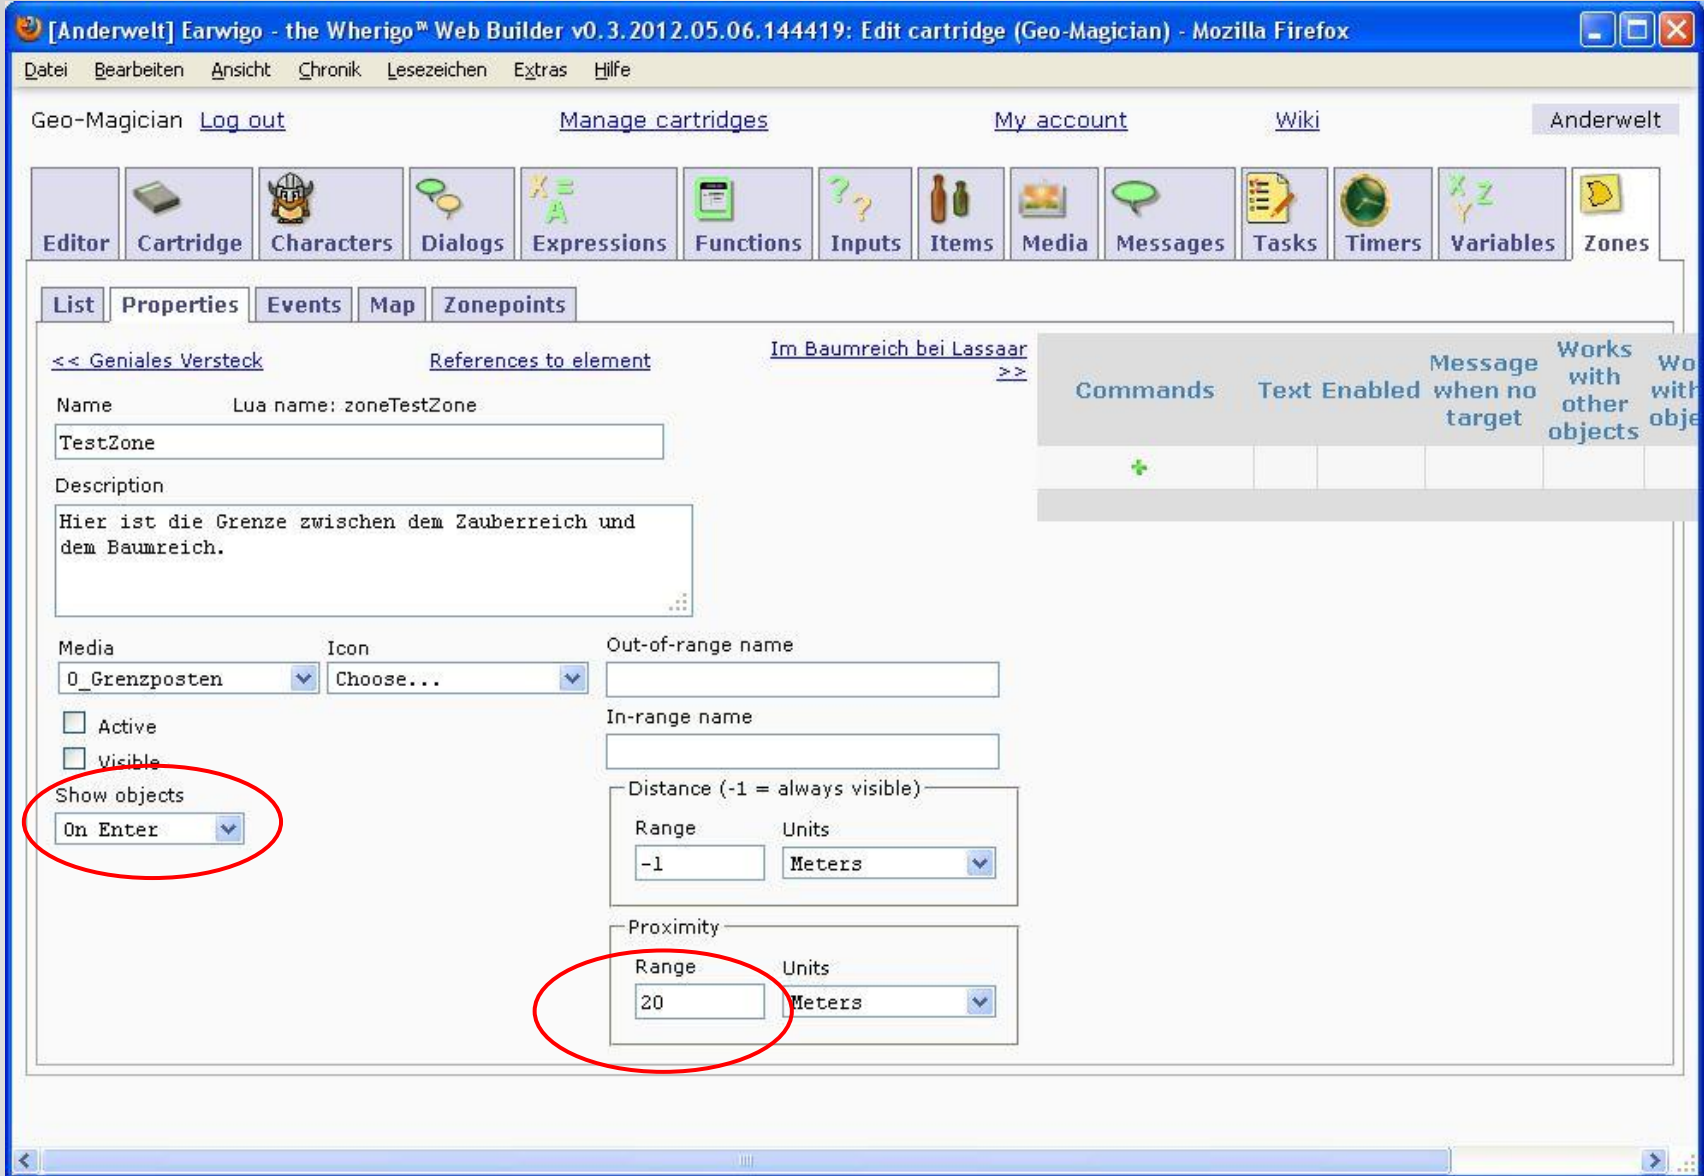 [Anderwelt] Earwigo - the Wherigo™ Web Builder v0.3.2012.05.06.144419: Edit cartridge (Geo-Magician) - Mozilla Firefox
Datei Bearbeiten Ansicht Chronik Lesezeichen Extras Hilfe
Geo-Magician Log out Manage cartridges My account Wiki Anderwelt
Editor Cartridge Characters Dialogs Expressions Functions Inputs Items Media Messages Tasks Timers Variables Zones
List Properties Events Map Zonepoints
<< Geniales Versteck References to element Im Baumreich bei Lassaar
>>
Name Lua name: zoneTestZone
TestZone
Description
Hier ist die Grenze zwischen dem Zauberreich und
dem Baumreich.
Media Icon
0_Grenzposten Choose...
Active
Visible
Show objects
On Enter
Out-of-range name
In-range name
Distance (-1 = always visible)
Range Units
-1 Meters
Proximity
Range Units
20 Meters
Commands Text Enabled Message
when no
target Works
with
other
objects Wo
with
obje